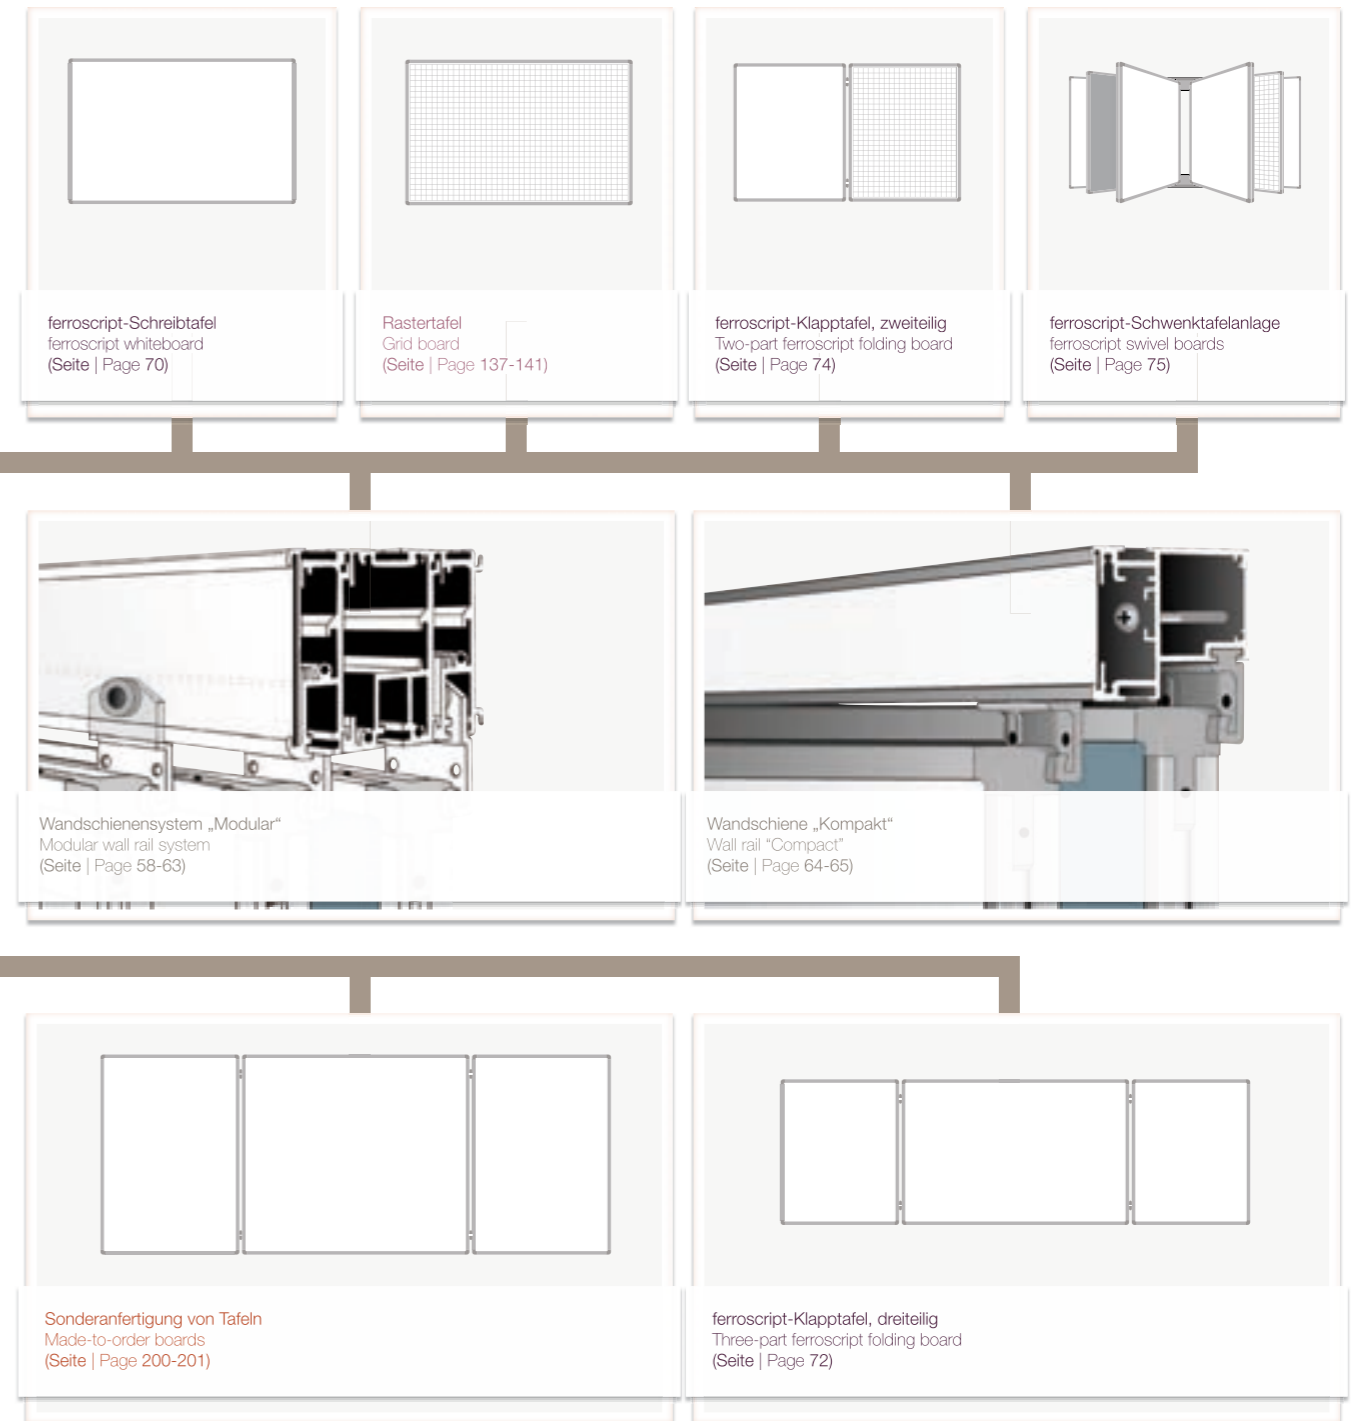 ferroscript-Schreibtafel
ferroscript whiteboard
(Seite | Page 70)
Rastertafel
Grid board
(Seite | Page 137-141)
ferroscript-Klapptafel, zweiteilig
Two-part ferroscript folding board
(Seite | Page 74)
ferroscript-Schwenktafelanlage
ferroscript swivel boards
(Seite | Page 75)
Wandschienensystem „Modular“
Modular wall rail system
(Seite | Page 58-63)
Wandschiene „Kompakt“
Wall rail “Compact”
(Seite | Page 64-65)
Sonderanfertigung von Tafeln
Made-to-order boards
(Seite | Page 200-201)
ferroscript-Klapptafel, dreiteilig
Three-part ferroscript folding board
(Seite | Page 72)